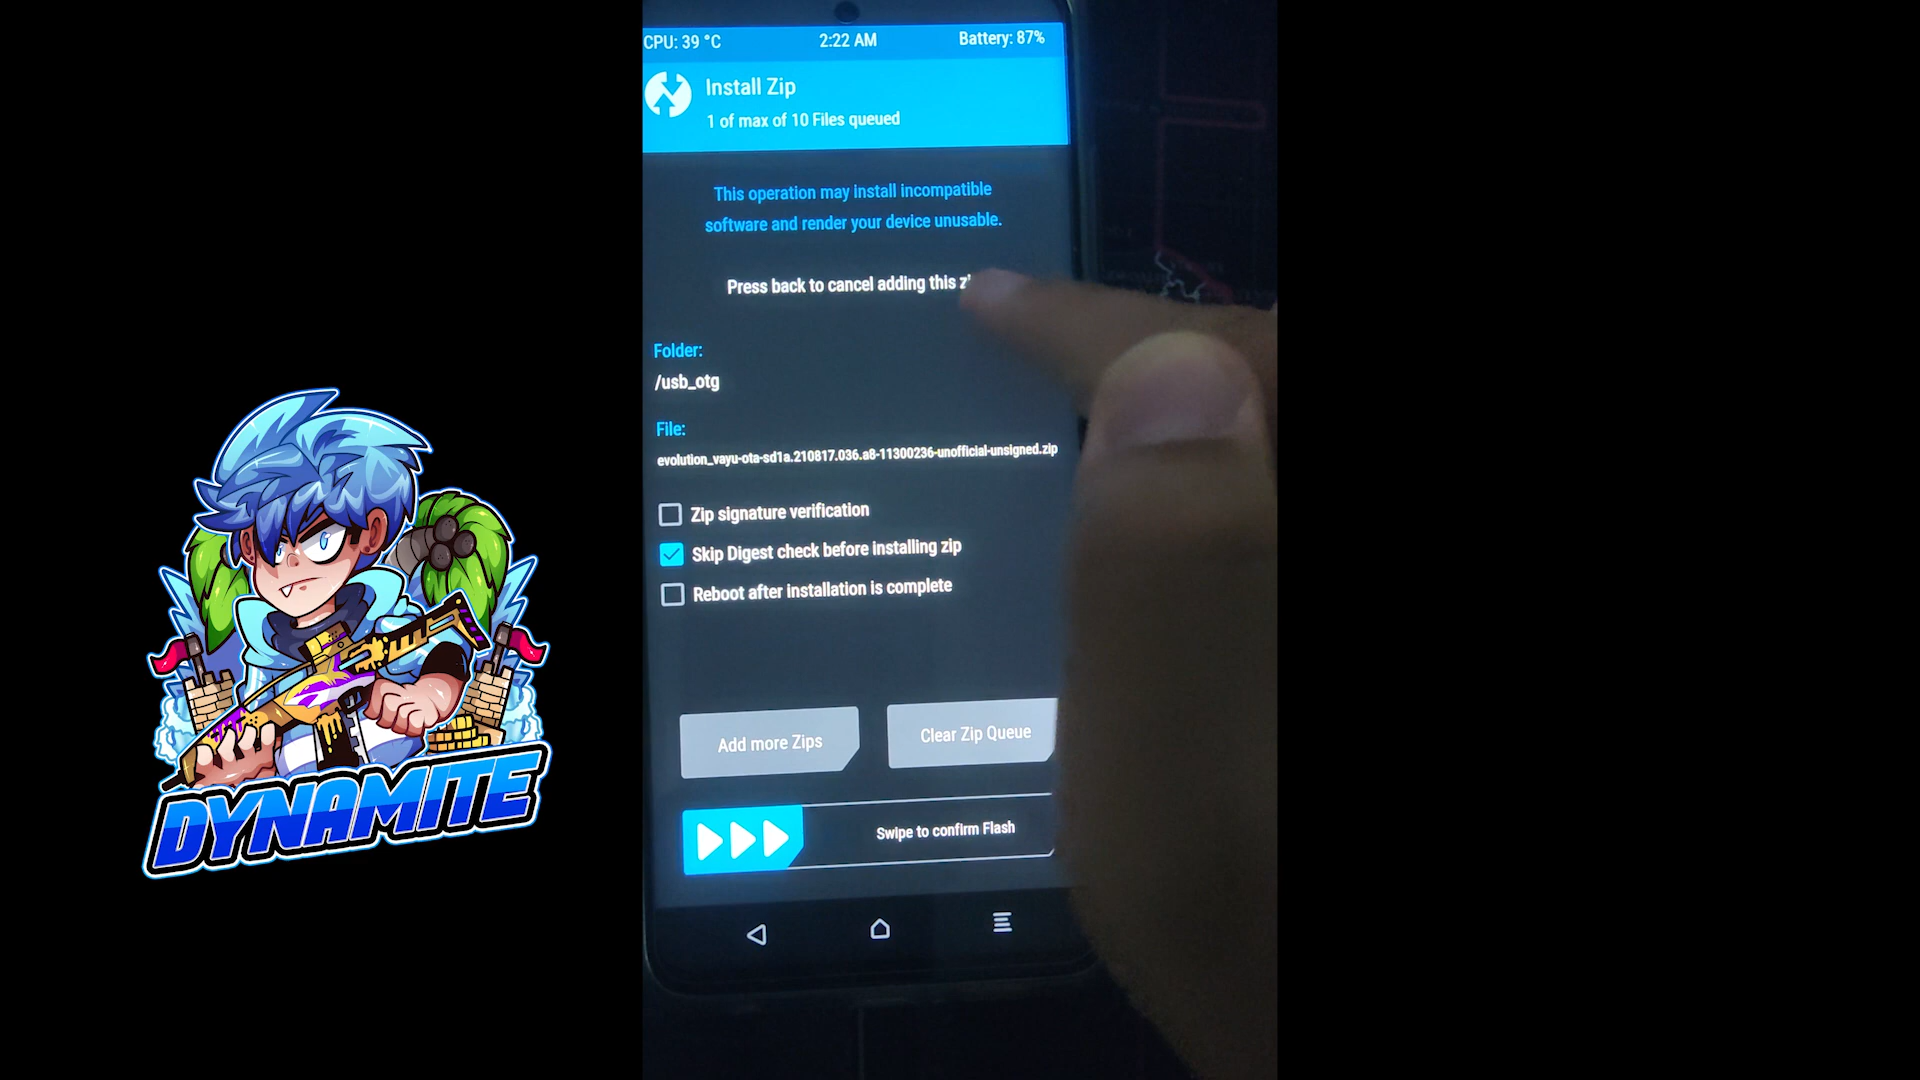 CPU: 39 °C
2:22 AM
Battery: 87%
Install Zip
1 of max of 10 Files queued
This operation may install incompatible
software and render your device unusable.
Press back to cancel adding this
Folder:
/usb_otg
File:
evolution_vayu-ota-sd1a.210817.036.a8-11300236-unofficial-unsigned.zip
Zip signature verification
Skip Digest check before installing zip
Reboot after installation is complete
Add more Zips
Clear Zip Queue
Swipe to confirm Flash
DYNAMITE